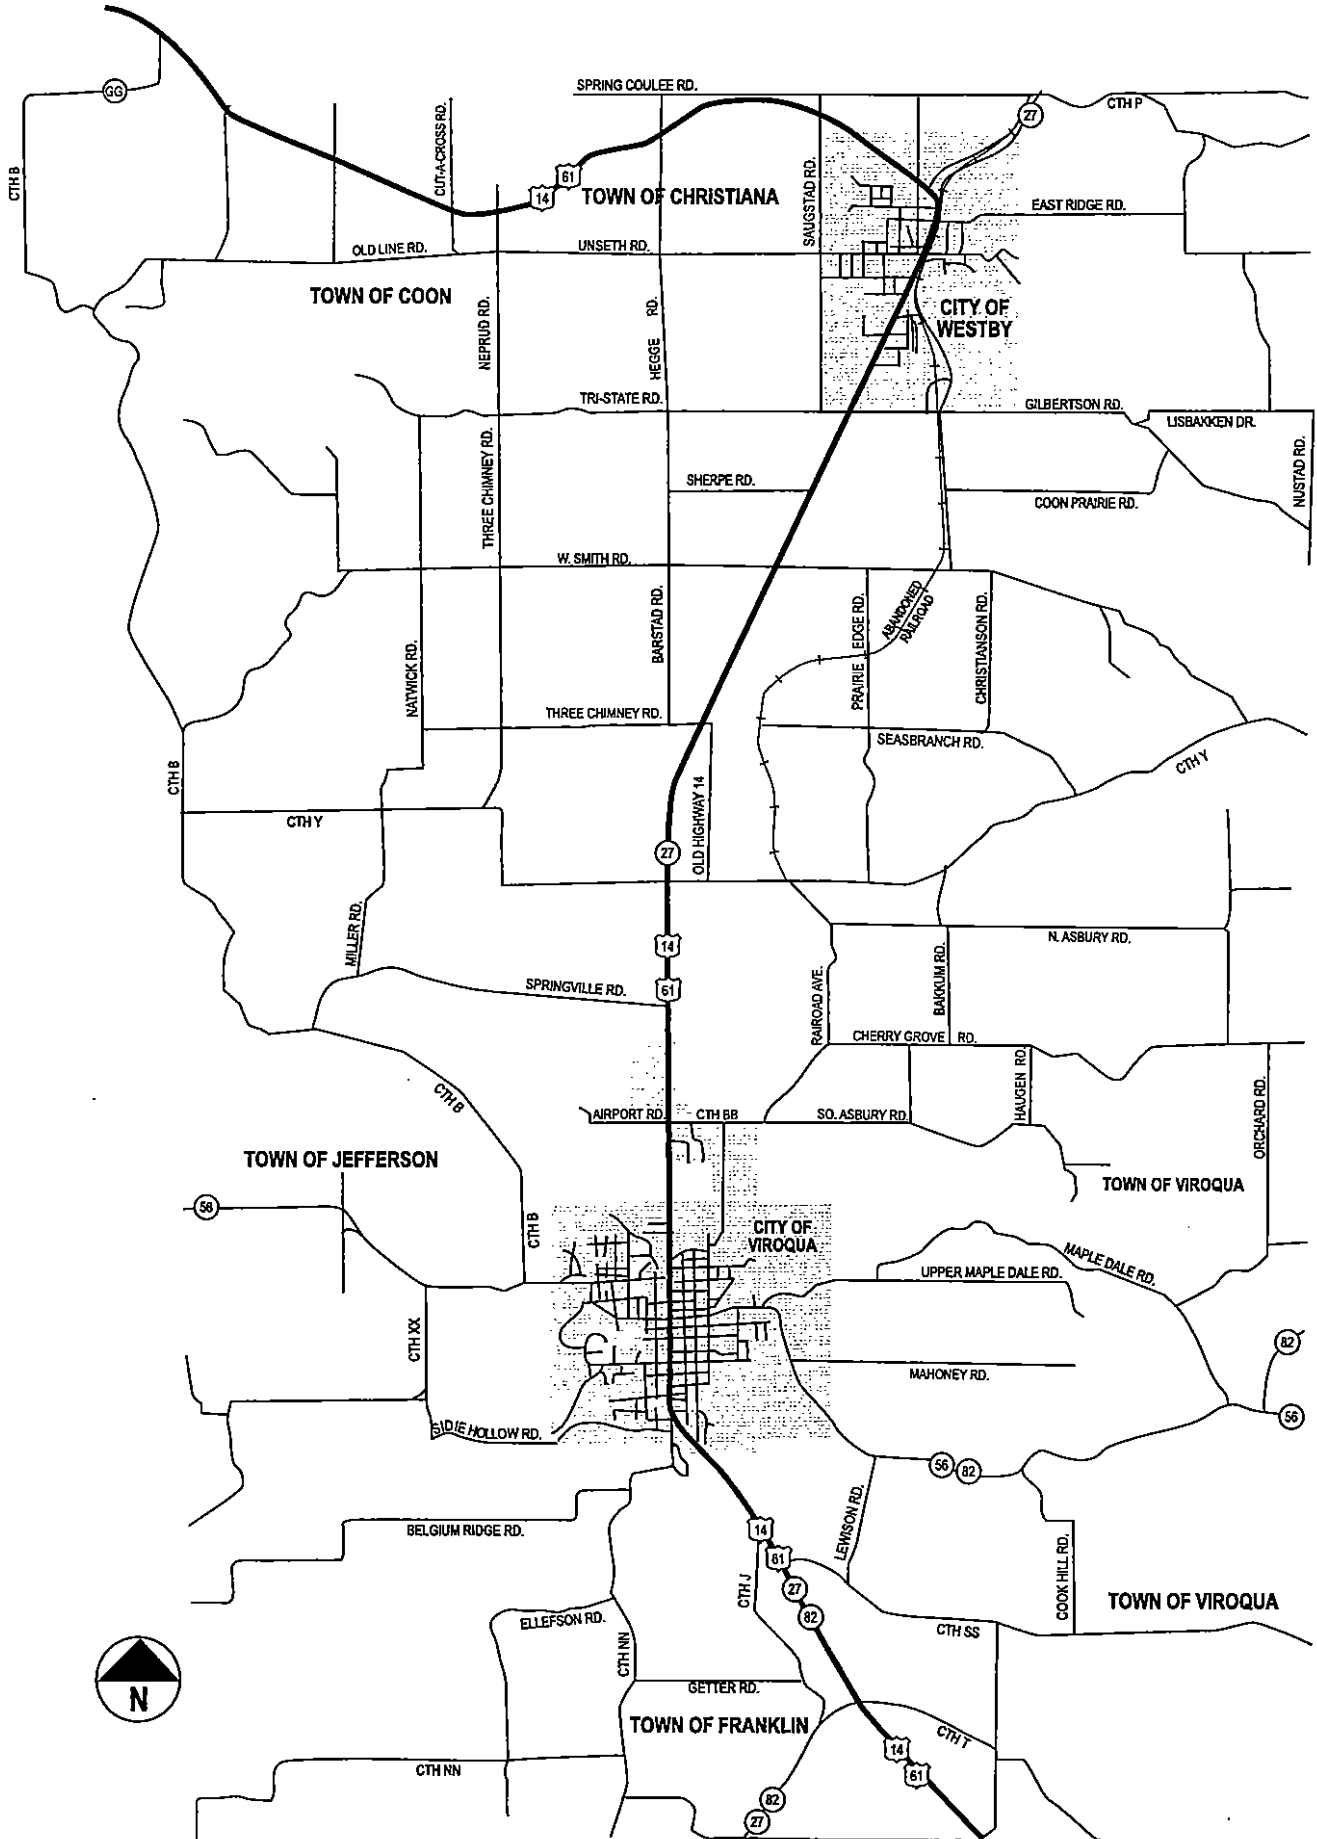 SPRING COULEE RD.
GG
CTH P
27
CTH B
CUT-A-CROSS RD.
61
14
TOWN OF CHRISTIANA
SAUGSTAD RD.
EAST RIDGE RD.
OLD LINE RD.
UNSETH RD.
TOWN OF COON
CITY OF
WESTBY
NEPRUD RD.
HEGGE RD.
TRI-STATE RD.
GILBERTSON RD.
LISBAKKEN DR.
NUSTAD RD.
THREE CHIMNEY RD.
SHERPE RD.
COON PRAIRIE RD.
W. SMITH RD.
ABANDONED
RAILROAD
BARSTAD RD.
PRAIRIE EDGE RD.
CHRISTIANSON RD.
NATWICK RD.
THREE CHIMNEY RD.
SEASBRANCH RD.
CTH B
CTH Y
CTH Y
OLD HIGHWAY 14
27
MILLER RD.
14
N. ASBURY RD.
SPRINGVILLE RD.
61
RAIROAD AVE.
BAKKUM RD.
CHERRY GROVE RD.
HAUGEN RD.
CTH B
ORCHARD RD.
AIRPORT RD.
CTH BB
SO. ASBURY RD.
TOWN OF JEFFERSON
TOWN OF VIROQUA
56
CTH B
CITY OF
VIROQUA
MAPLE DALE RD.
UPPER MAPLE DALE RD.
CTH XX
82
MAHONEY RD.
56
SIDIE HOLLOW RD.
56
82
LEWISON RD.
BELGIUM RIDGE RD.
14
61
CTH J
27
82
COOK HILL RD.
TOWN OF VIROQUA
ELLEFSON RD.
CTH SS
CTH NN
GETTER RD.
TOWN OF FRANKLIN
CTH T
N
14
61
CTH NN
82
27